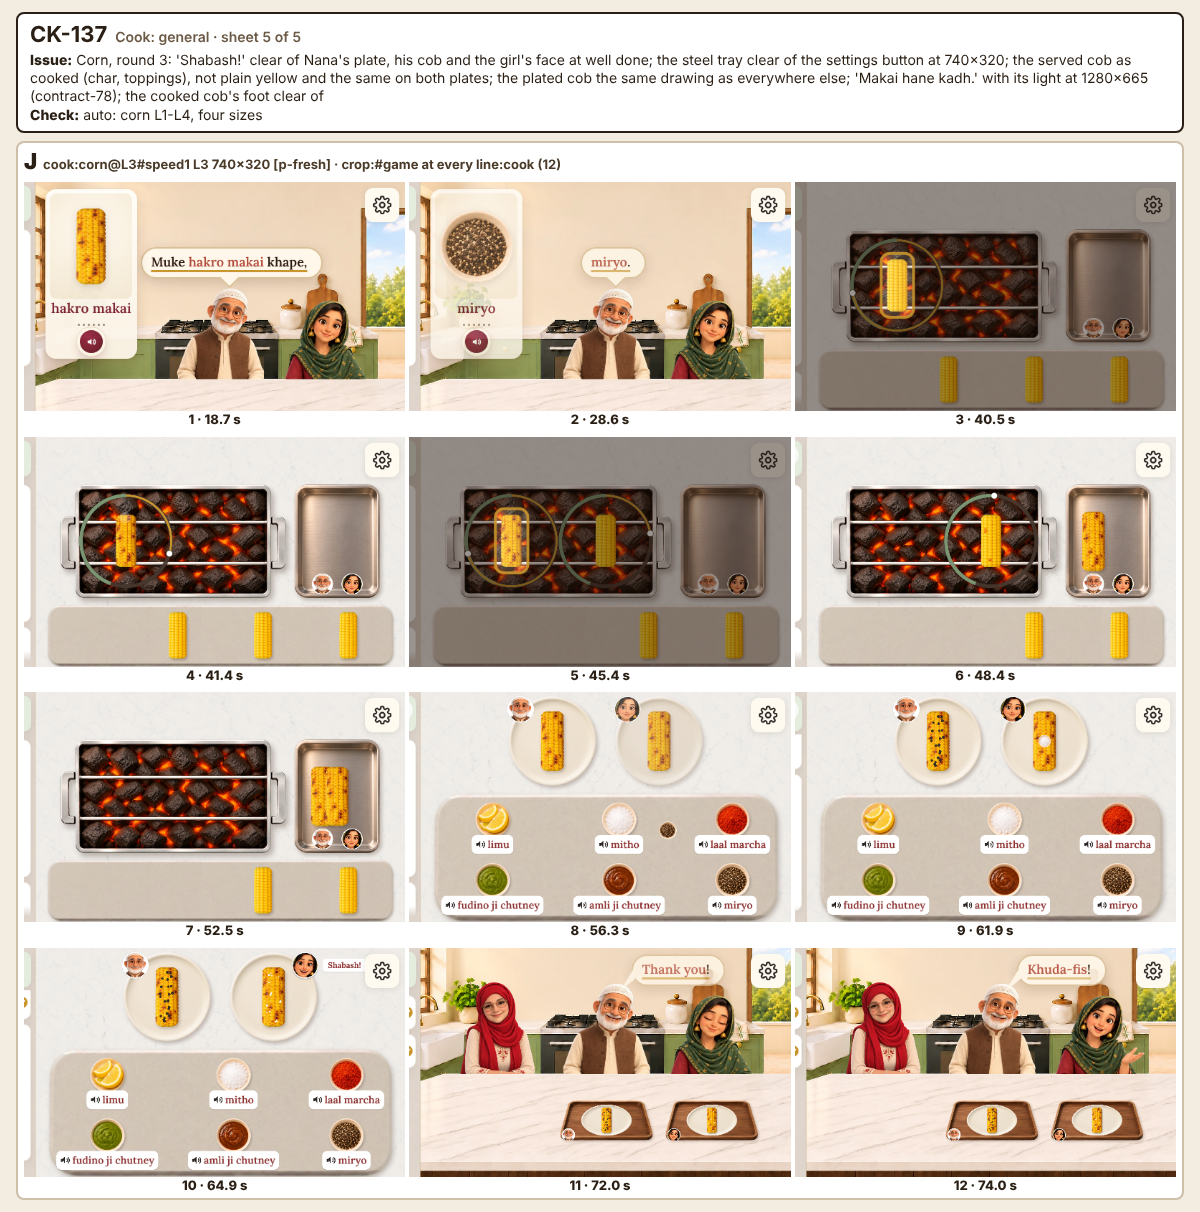 CK-137 Cook: general · sheet 5 of 5
Issue: Corn, round 3: 'Shabash!' clear of Nana's plate, his cob and the girl's face at well done; the steel tray clear of the settings button at 740×320; the served cob as
cooked (char, toppings), not plain yellow and the same on both plates; the plated cob the same drawing as everywhere else; 'Makai hane kadh.' with its light at 1280×665
(contract-78); the cooked cob's foot clear of
Check: auto: corn L1-L4, four sizes
J cook:corn@L3#speed1 L3 740×320 [p-fresh] · crop:#game at every line:cook (12)
Muke hakro makai khape,
hakro makai
1 · 18.7 s
miryo.
miryo
2 · 28.6 s
3 · 40.5 s
4 · 41.4 s
5 · 45.4 s
6 · 48.4 s
7 · 52.5 s
limu
mitho
laal marcha
fudino ji chutney
amli ji chutney
miryo
8 · 56.3 s
limu
mitho
laal marcha
fudino ji chutney
amli ji chutney
miryo
9 · 61.9 s
Shabash!
limu
mitho
laal marcha
fudino ji chutney
amli ji chutney
miryo
10 · 64.9 s
Thank you!
11 · 72.0 s
Khuda-fis!
12 · 74.0 s